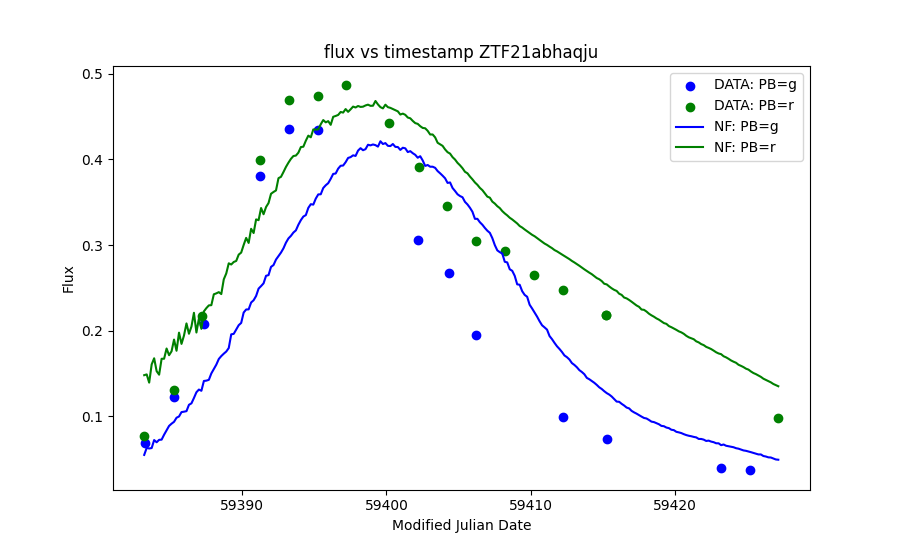 flux vs timestamp ZTF21abhaqju
DATA: PB=g
DATA: PB=r
NF: PB=g
NF: PB=r
0.5
0.4
0.3
0.2
0.1
Flux
59390
59400
59410
59420
Modified Julian Date